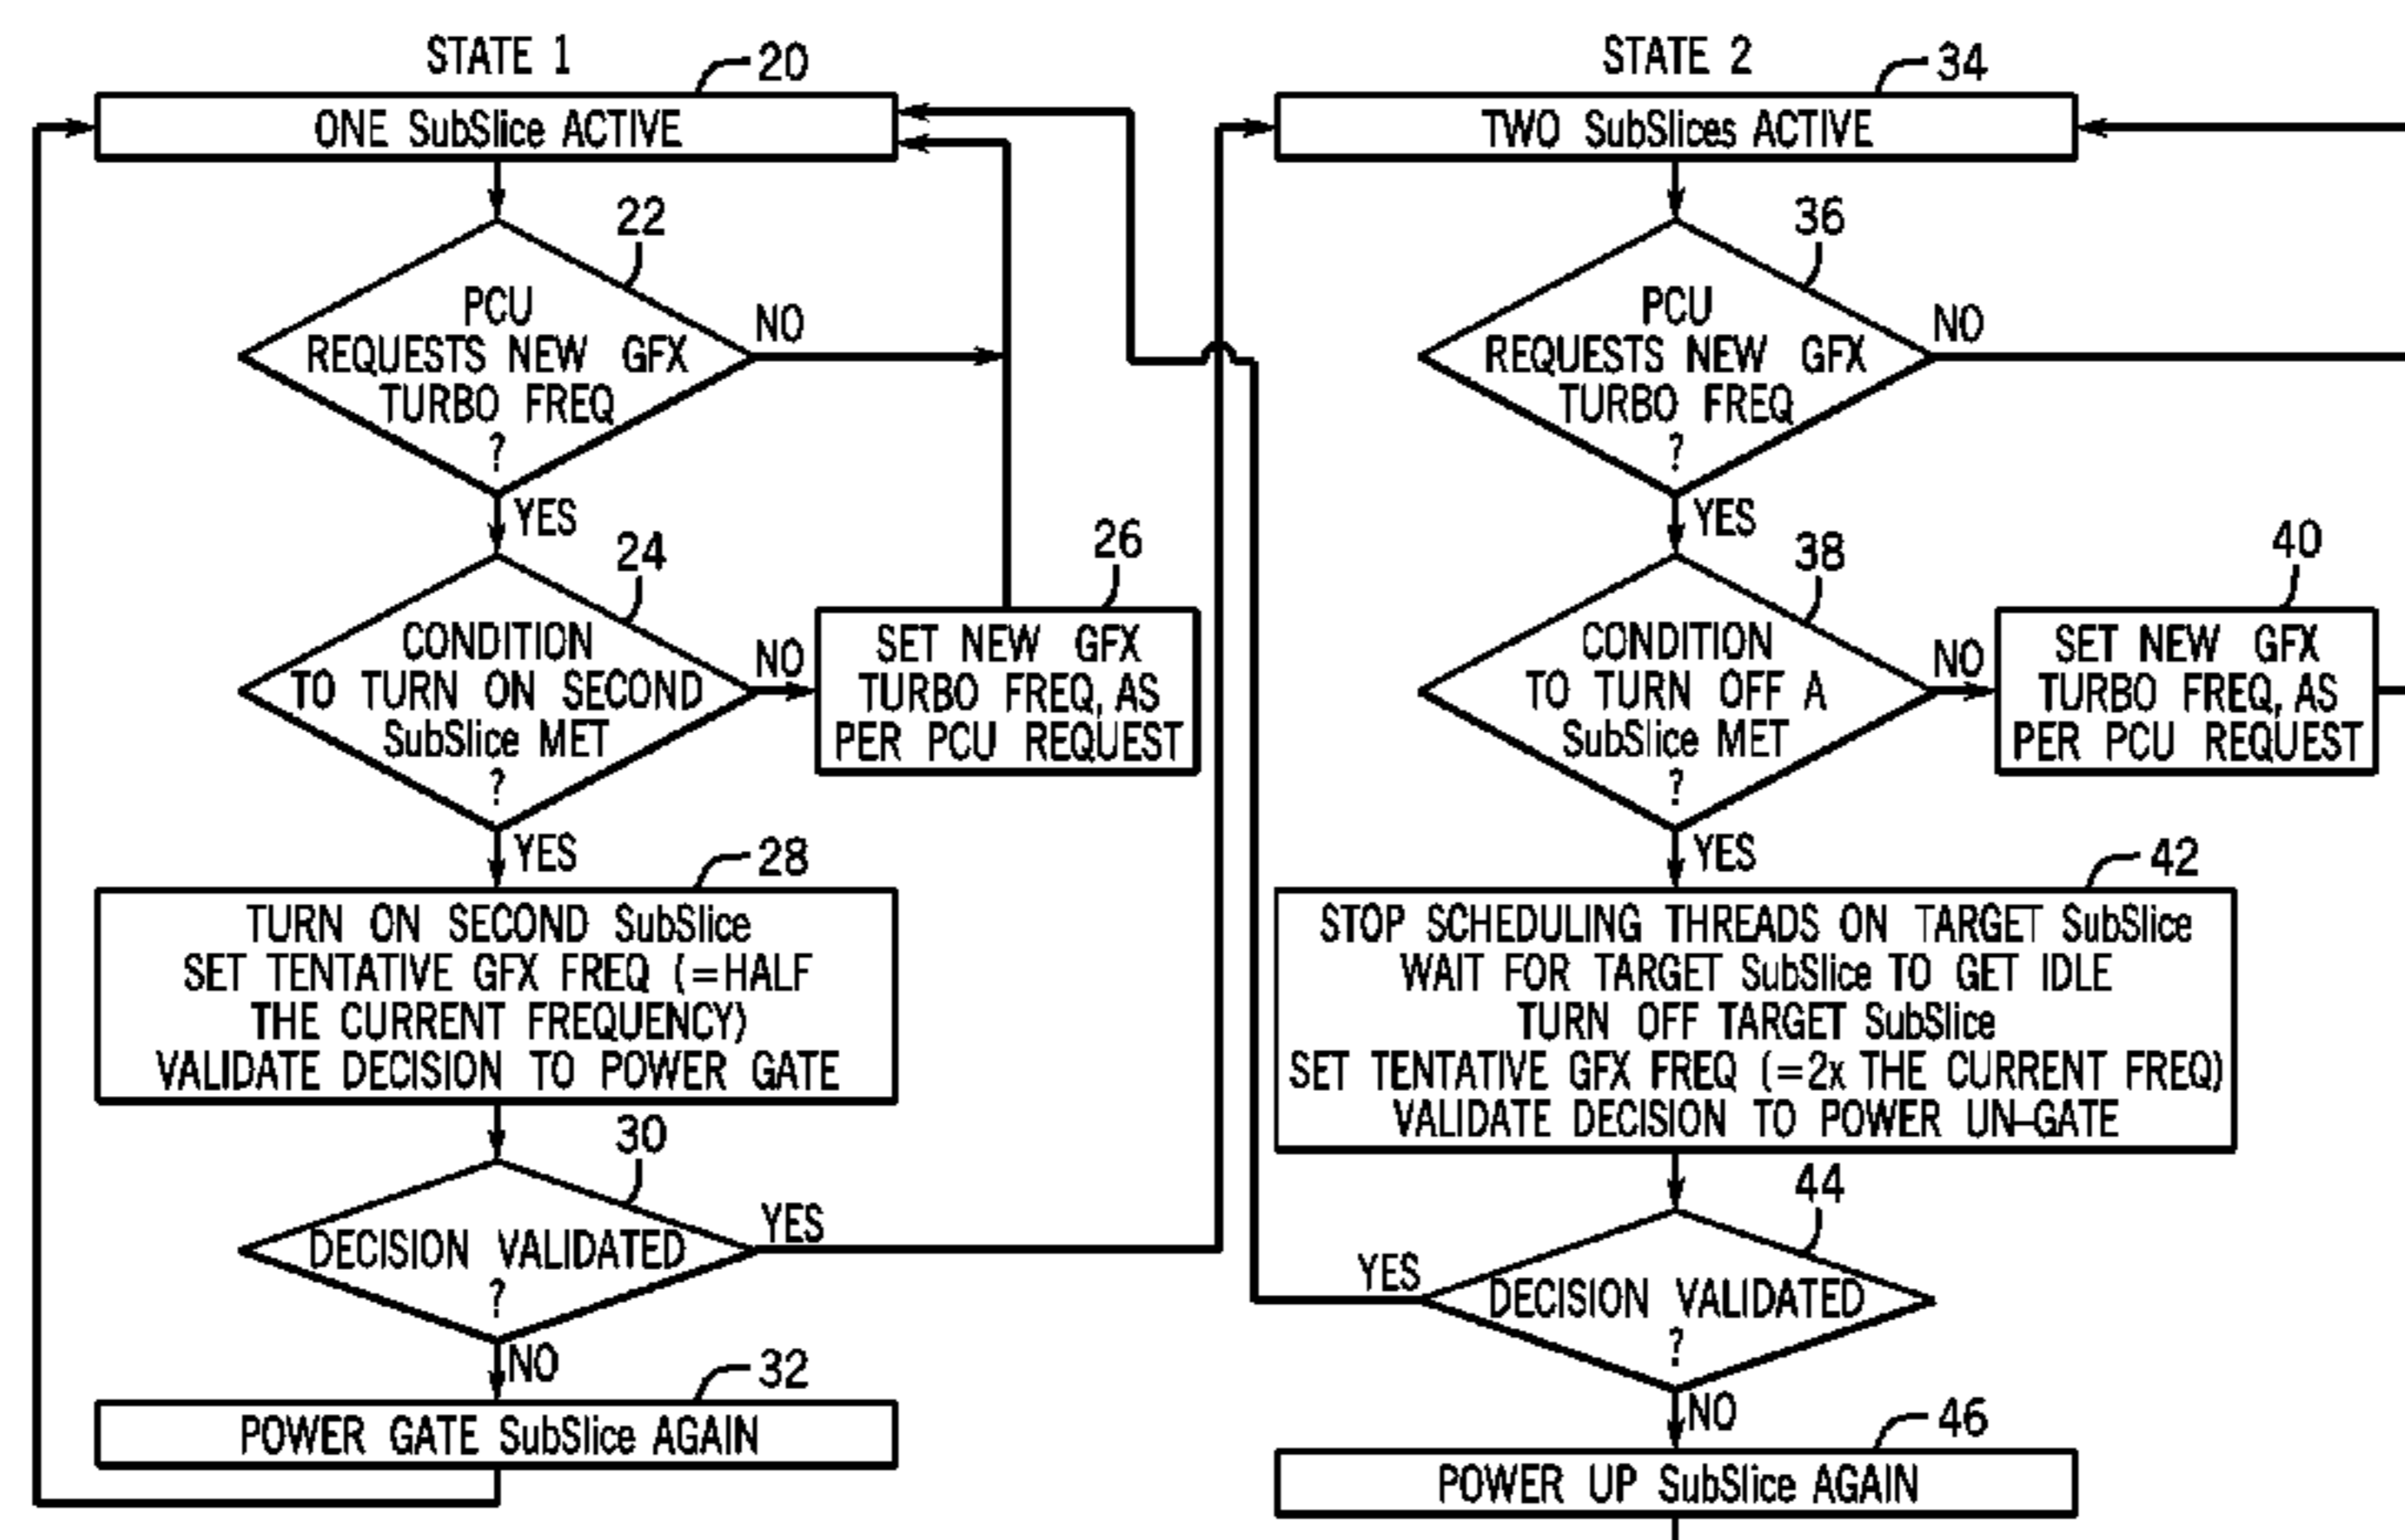 STATE 1
20
ONE SubSlice ACTIVE
22
PCU
REQUESTS NEW GFX
TURBO FREQ
?
NO
YES
24
CONDITION
TO TURN ON SECOND
SubSlice MET
?
NO
26
SET NEW GFX
TURBO FREQ, AS
PER PCU REQUEST
YES
28
TURN ON SECOND SubSlice
SET TENTATIVE GFX FREQ (=HALF
THE CURRENT FREQUENCY)
VALIDATE DECISION TO POWER GATE
30
DECISION VALIDATED
?
YES
NO
32
POWER GATE SubSlice AGAIN
STATE 2
34
TWO SubSlices ACTIVE
36
PCU
REQUESTS NEW GFX
TURBO FREQ
?
NO
YES
38
CONDITION
TO TURN OFF A
SubSlice MET
?
NO
40
SET NEW GFX
TURBO FREQ, AS
PER PCU REQUEST
YES
42
STOP SCHEDULING THREADS ON TARGET SubSlice
WAIT FOR TARGET SubSlice TO GET IDLE
TURN OFF TARGET SubSlice
SET TENTATIVE GFX FREQ (=2x THE CURRENT FREQ)
VALIDATE DECISION TO POWER UN-GATE
44
DECISION VALIDATED
?
YES
NO
46
POWER UP SubSlice AGAIN